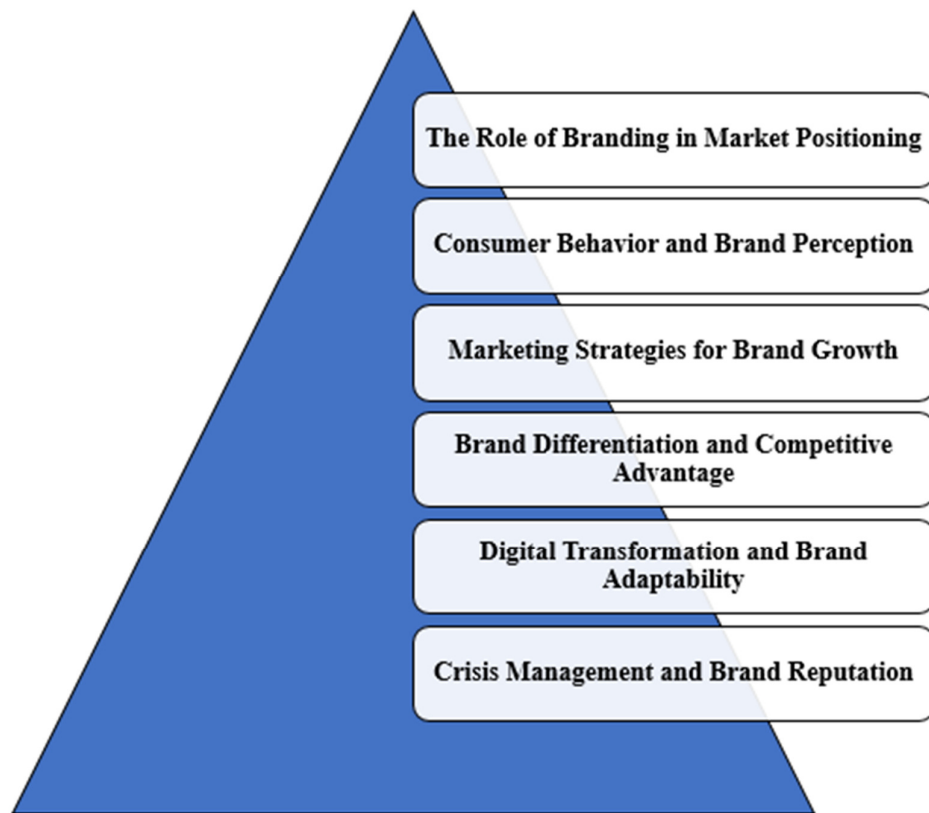 The Role of Branding in Market Positioning
Consumer Behavior and Brand Perception
Marketing Strategies for Brand Growth
Brand Differentiation and Competitive
Advantage
Digital Transformation and Brand
Adaptability
Crisis Management and Brand Reputation